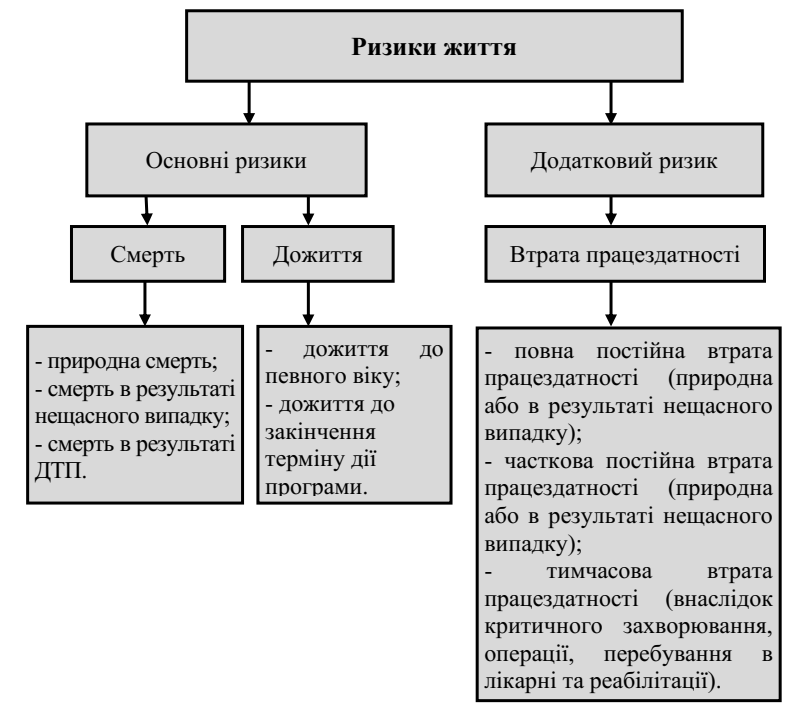 Ризики життя
Основні ризики
Додатковий ризик
Смерть
Дожиття
Втрата працездатності
- природна смерть;
- смерть в результаті
нещасного випадку;
- смерть в результаті
ДТП.
- дожиття до
певного віку;
- дожиття до
закінчення
терміну дії
програми.
- повна постійна втрата
працездатності (природна
або в результаті нещасного
випадку);
- часткова постійна втрата
працездатності (природна
або в результаті нещасного
випадку);
- тимчасова втрата
працездатності (внаслідок
критичного захворювання,
операції, перебування в
лікарні та реабілітації).